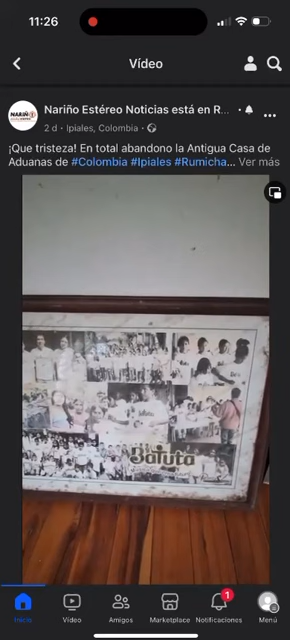 11:26
Vídeo
NARIÑO
Nariño Estéreo Noticias está en R...
2 d · Ipiales, Colombia ·
¡Que tristeza! En total abandono la Antigua Casa de
Aduanas de #Colombia #Ipiales #Rumicha... Ver más
Batuta
1
Inicio
Vídeo
Amigos
Marketplace
Notificaciones
Menú